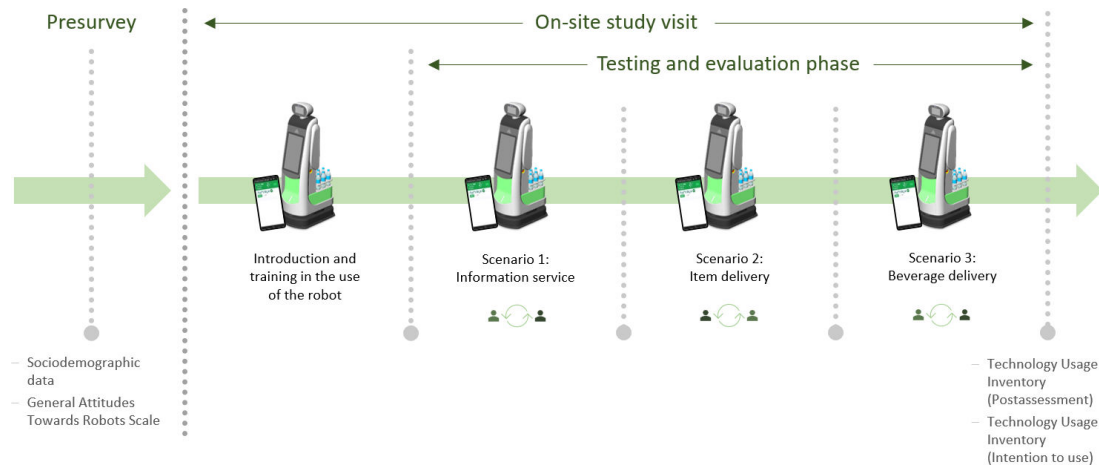 Presurvey
On-site study visit
Testing and evaluation phase
Introduction and
training in the use
of the robot
Scenario 1:
Information service
Scenario 2:
Item delivery
Scenario 3:
Beverage delivery
– Sociodemographic
data
– General Attitudes
Towards Robots Scale
– Technology Usage
Inventory
(Postassessment)
– Technology Usage
Inventory
(Intention to use)